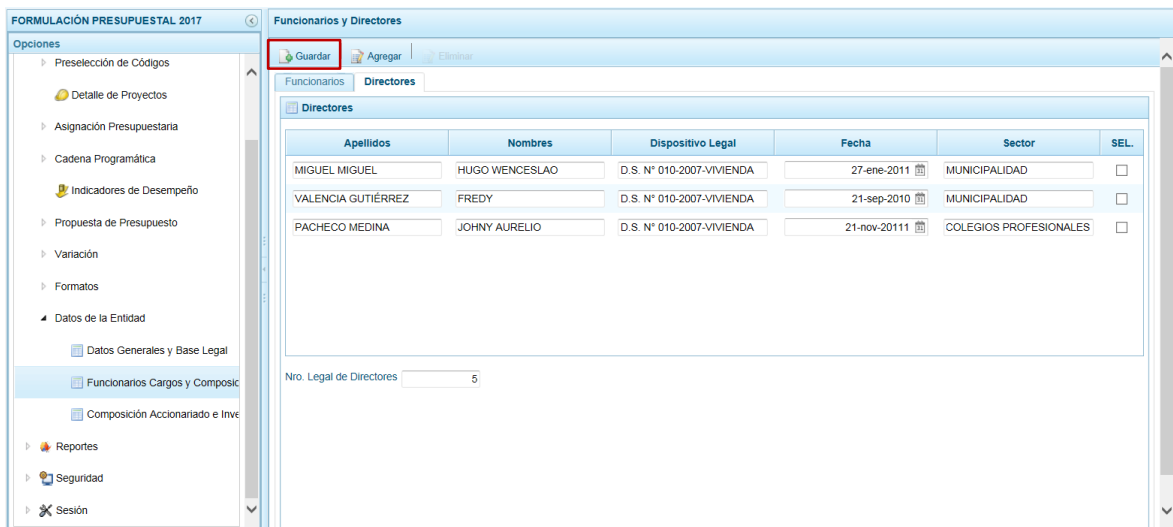 FORMULACIÓN PRESUPUESTAL 2017
Opciones
Preselección de Códigos
Detalle de Proyectos
Asignación Presupuestaria
Cadena Programática
Indicadores de Desempeño
Propuesta de Presupuesto
Variación
Formatos
Datos de la Entidad
Datos Generales y Base Legal
Funcionarios Cargos y Composic
Composición Accionariado e Inve
Reportes
Seguridad
Sesión
Funcionarios y Directores
Guardar Agregar Eliminar
Funcionarios Directores
Directores
Apellidos Nombres Dispositivo Legal Fecha Sector SEL.
MIGUEL MIGUEL HUGO WENCESLAO D.S. N° 010-2007-VIVIENDA 27-ene-2011 MUNICIPALIDAD
VALENCIA GUTIÉRREZ FREDY D.S. N° 010-2007-VIVIENDA 21-sep-2010 MUNICIPALIDAD
PACHECO MEDINA JOHNY AURELIO D.S. N° 010-2007-VIVIENDA 21-nov-20111 COLEGIOS PROFESIONALES
Nro. Legal de Directores 5